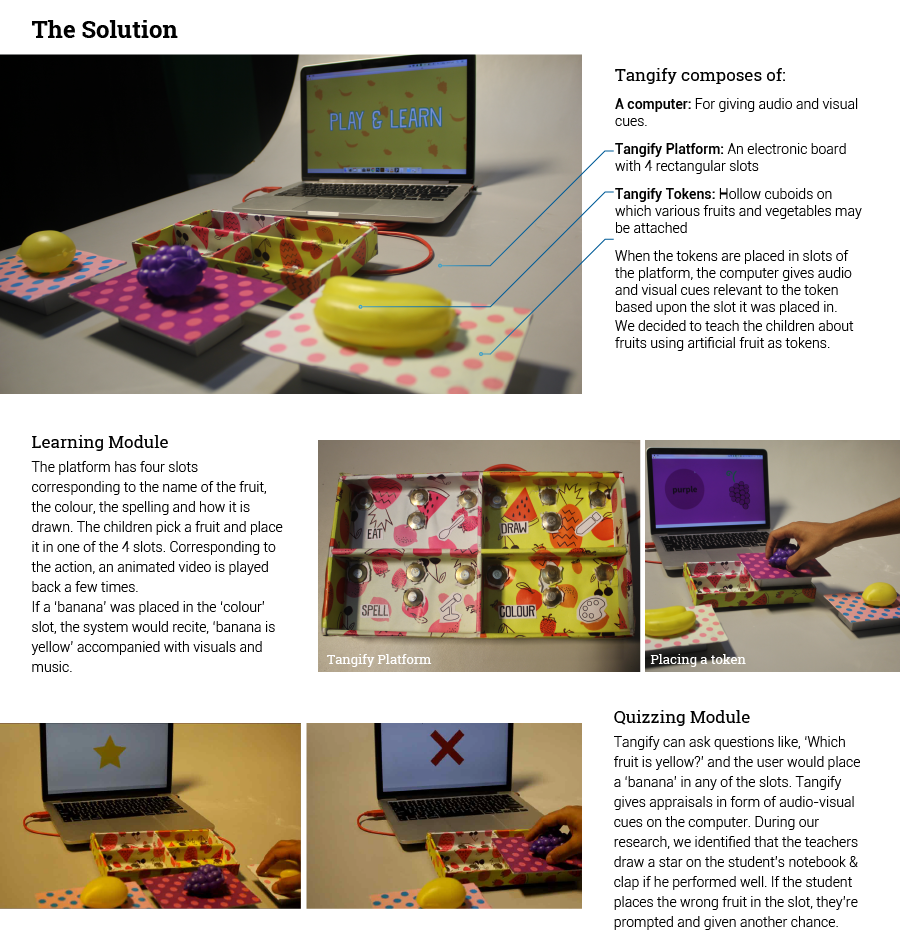 The Solution
PLAY & LEARN
Tangify composes of:
A computer: For giving audio and visual
cues.
Tangify Platform: An electronic board
with 4 rectangular slots
Tangify Tokens: Hollow cuboids on
which various fruits and vegetables may
be attached
When the tokens are placed in slots of
the platform, the computer gives audio
and visual cues relevant to the token
based upon the slot it was placed in.
We decided to teach the children about
fruits using artificial fruit as tokens.
Learning Module
The platform has four slots
corresponding to the name of the fruit,
the colour, the spelling and how it is
drawn. The children pick a fruit and place
it in one of the 4 slots. Corresponding to
the action, an animated video is played
back a few times.
If a ‘banana’ was placed in the ‘colour’
slot, the system would recite, ‘banana is
yellow’ accompanied with visuals and
music.
EAT
DRAW
SPELL
COLOUR
Tangify Platform
purple
Placing a token
Quizzing Module
Tangify can ask questions like, ‘Which
fruit is yellow?’ and the user would place
a ‘banana’ in any of the slots. Tangify
gives appraisals in form of audio-visual
cues on the computer. During our
research, we identified that the teachers
draw a star on the student’s notebook &
clap if he performed well. If the student
places the wrong fruit in the slot, they’re
prompted and given another chance.